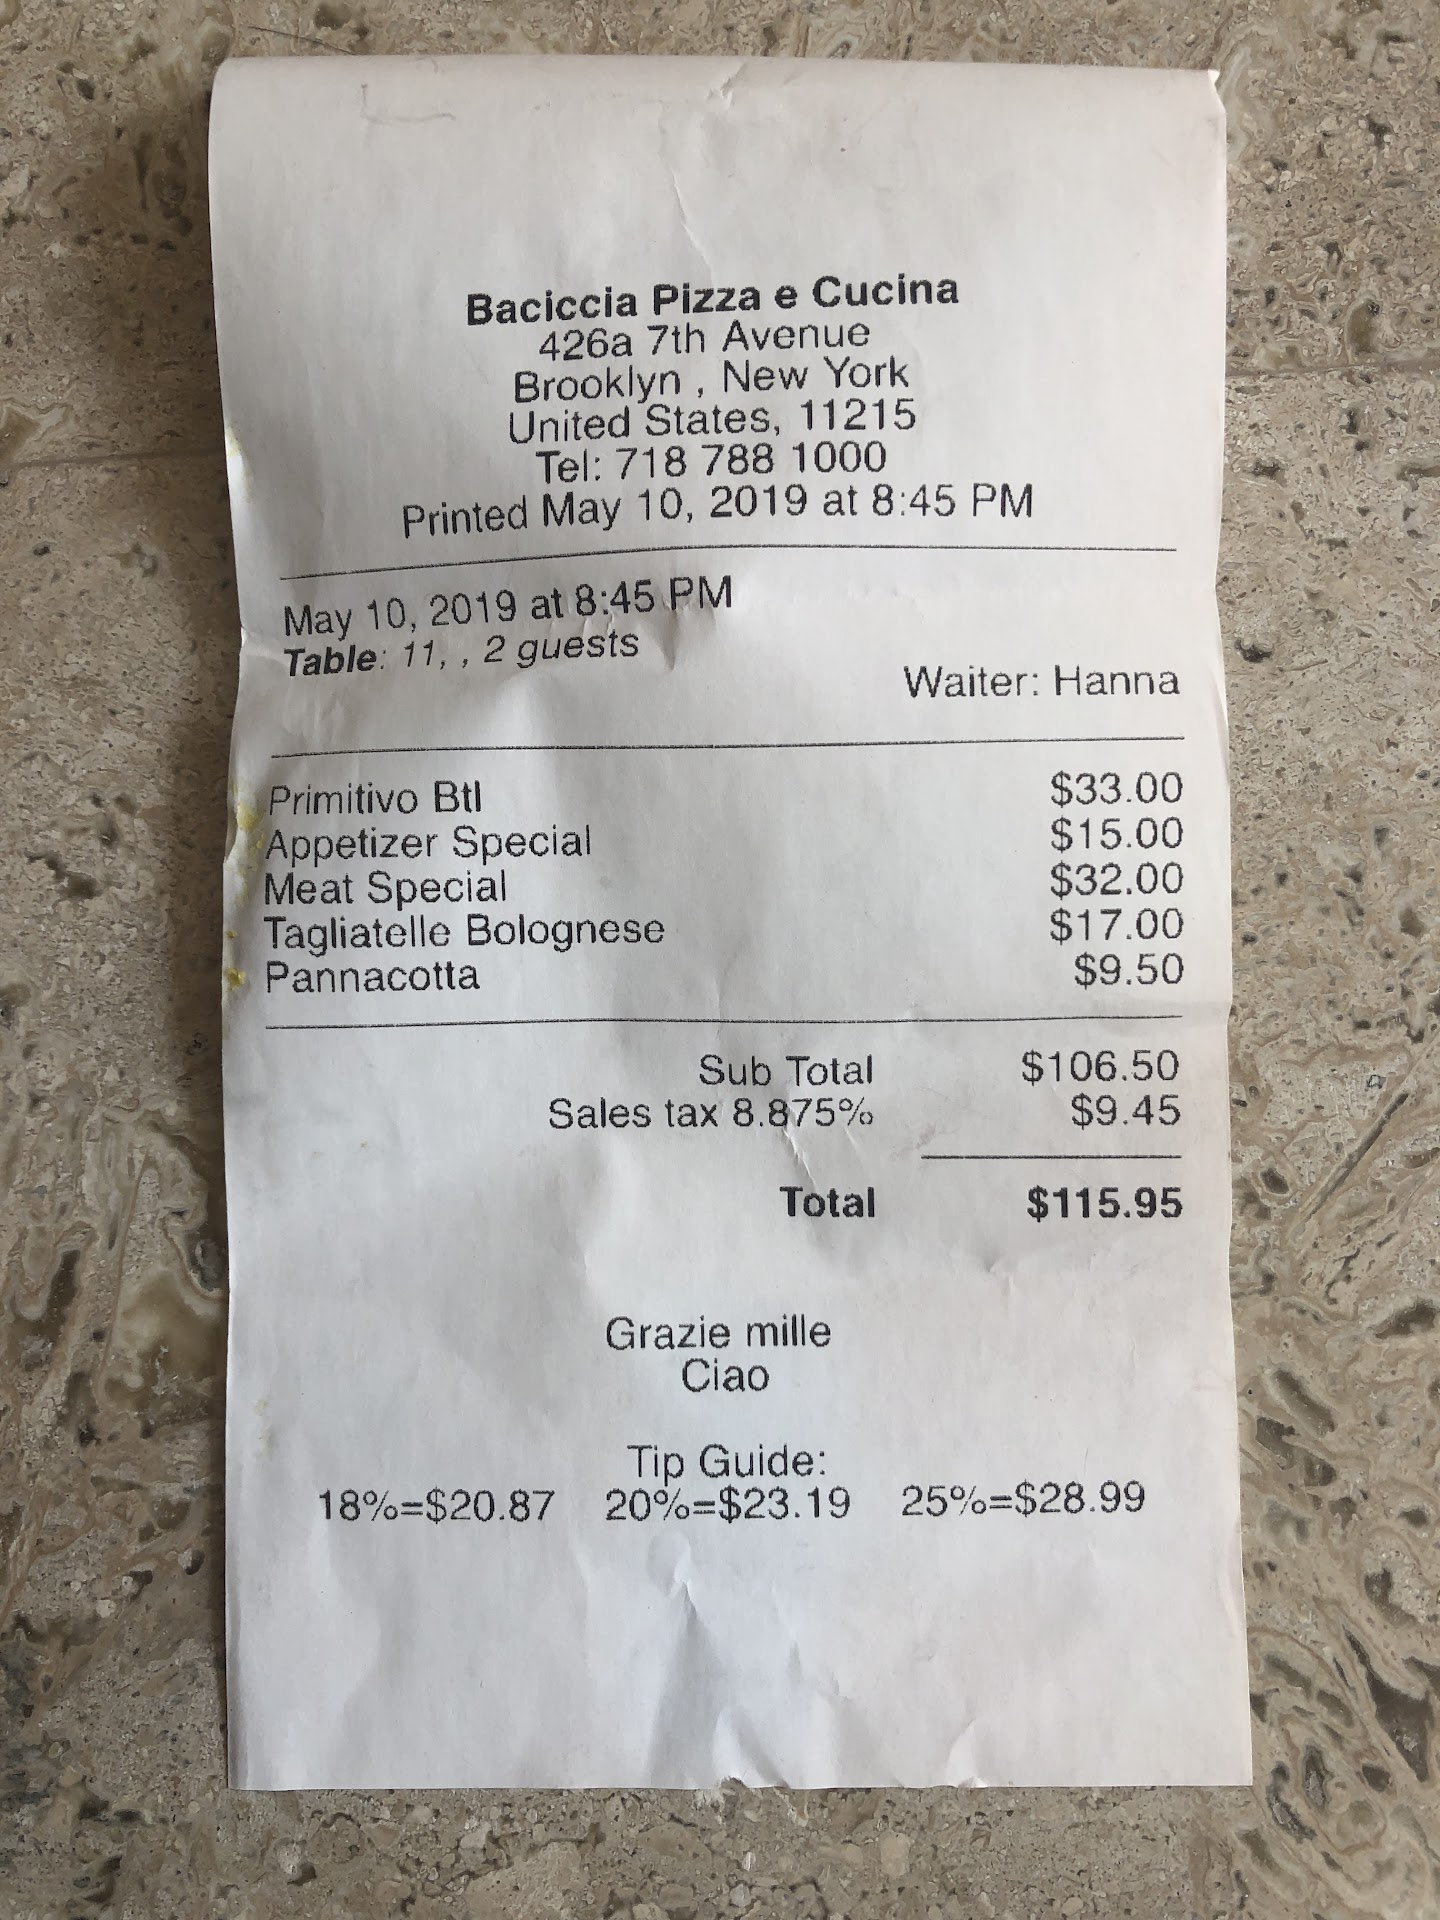 Baciccia Pizza e Cucina
426a 7th Avenue
Brooklyn , New York
United States, 11215
Tel: 718 788 1000
Printed May 10, 2019 at 8:45 PM
May 10, 2019 at 8:45 PM
Table: 11, , 2 guests
Waiter: Hanna
Primitivo Btl $33.00
Appetizer Special $15.00
Meat Special $32.00
Tagliatelle Bolognese $17.00
Pannacotta $9.50
Sub Total $106.50
Sales tax 8.875% $9.45
Total $115.95
Grazie mille
Ciao
Tip Guide:
18%=$20.87 20%=$23.19 25%=$28.99